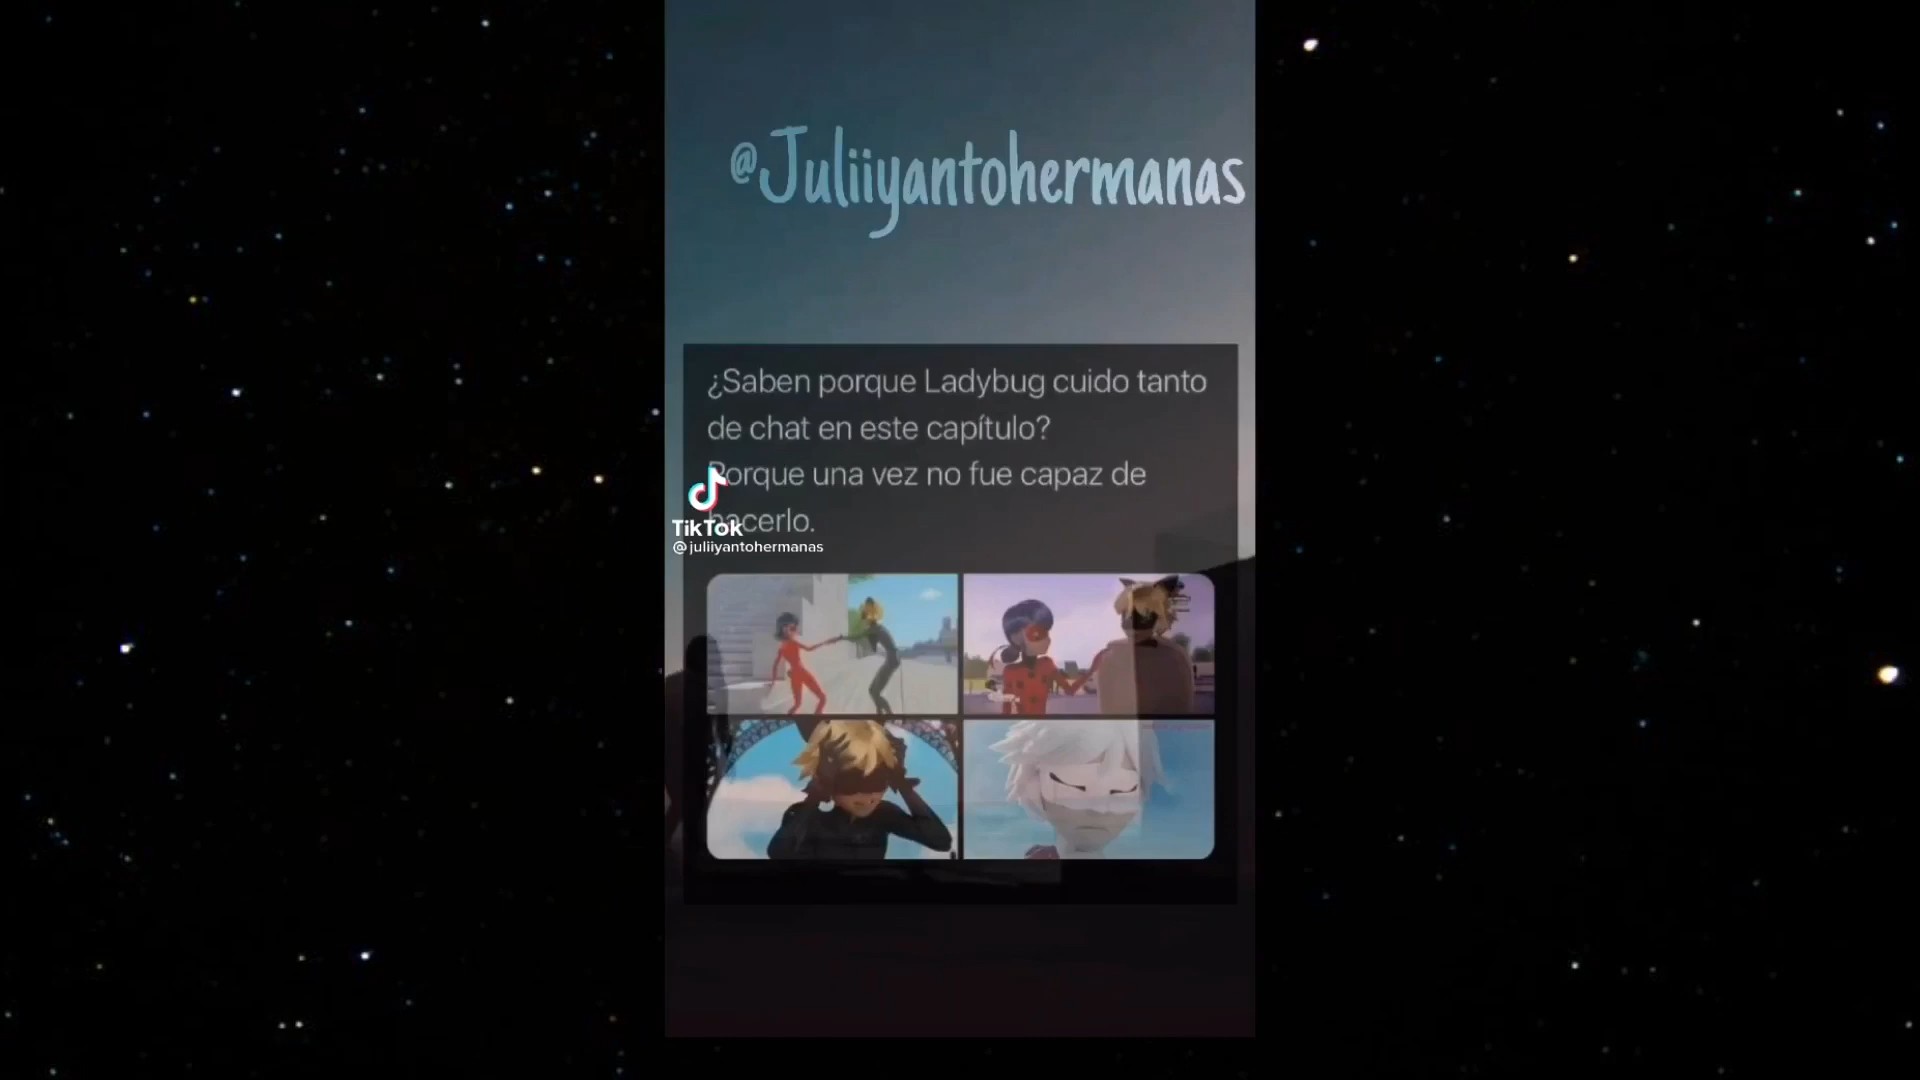 @Juliiyantohermanas
¿Saben porque Ladybug cuido tanto
de chat en este capítulo?
Porque una vez no fue capaz de
hacerlo.
TikTok
@juliiyantohermanas